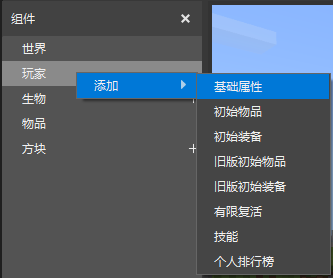 组件
世界
玩家
添加
基础属性
生物
初始物品
物品
初始装备
方块
旧版初始物品
旧版初始装备
有限复活
技能
个人排行榜